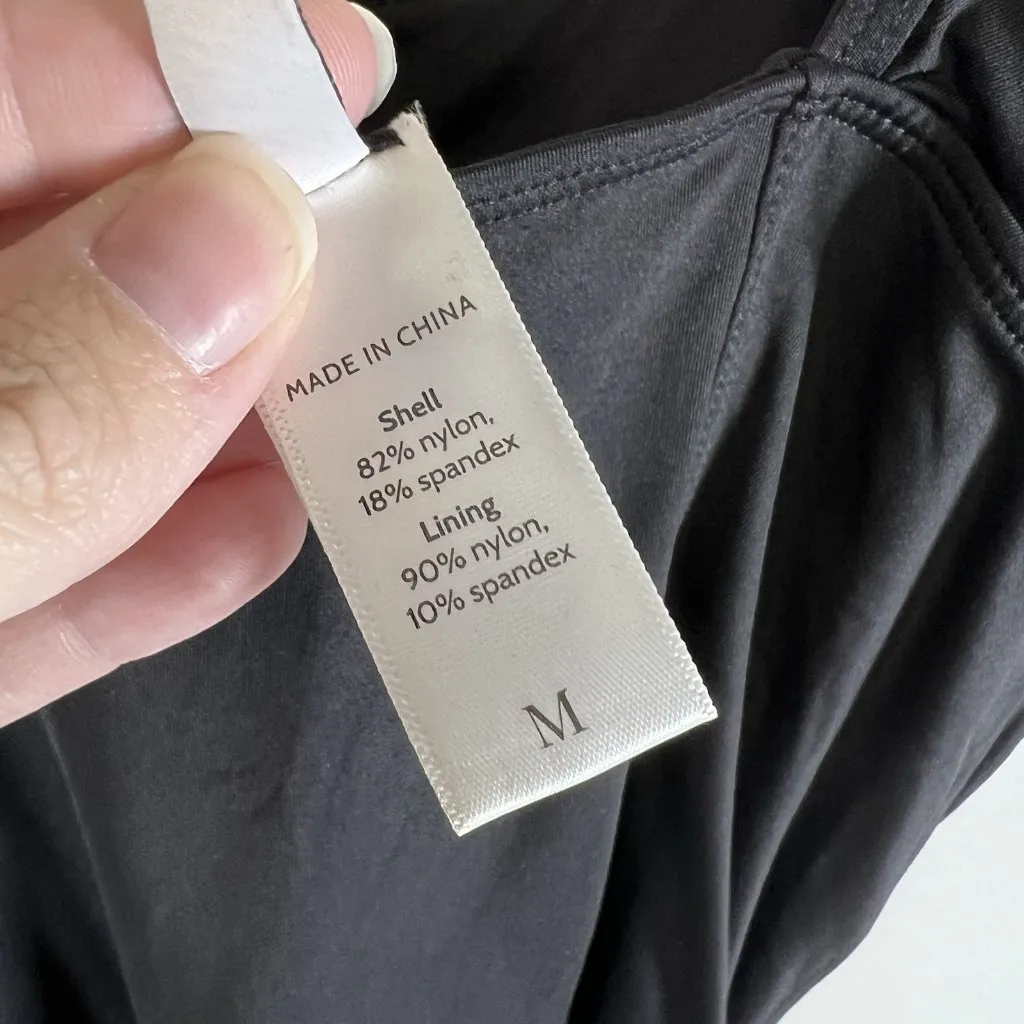 MADE IN CHINA
Shell
82% nylon,
18% spandex
Lining
90% nylon,
10% spandex
M